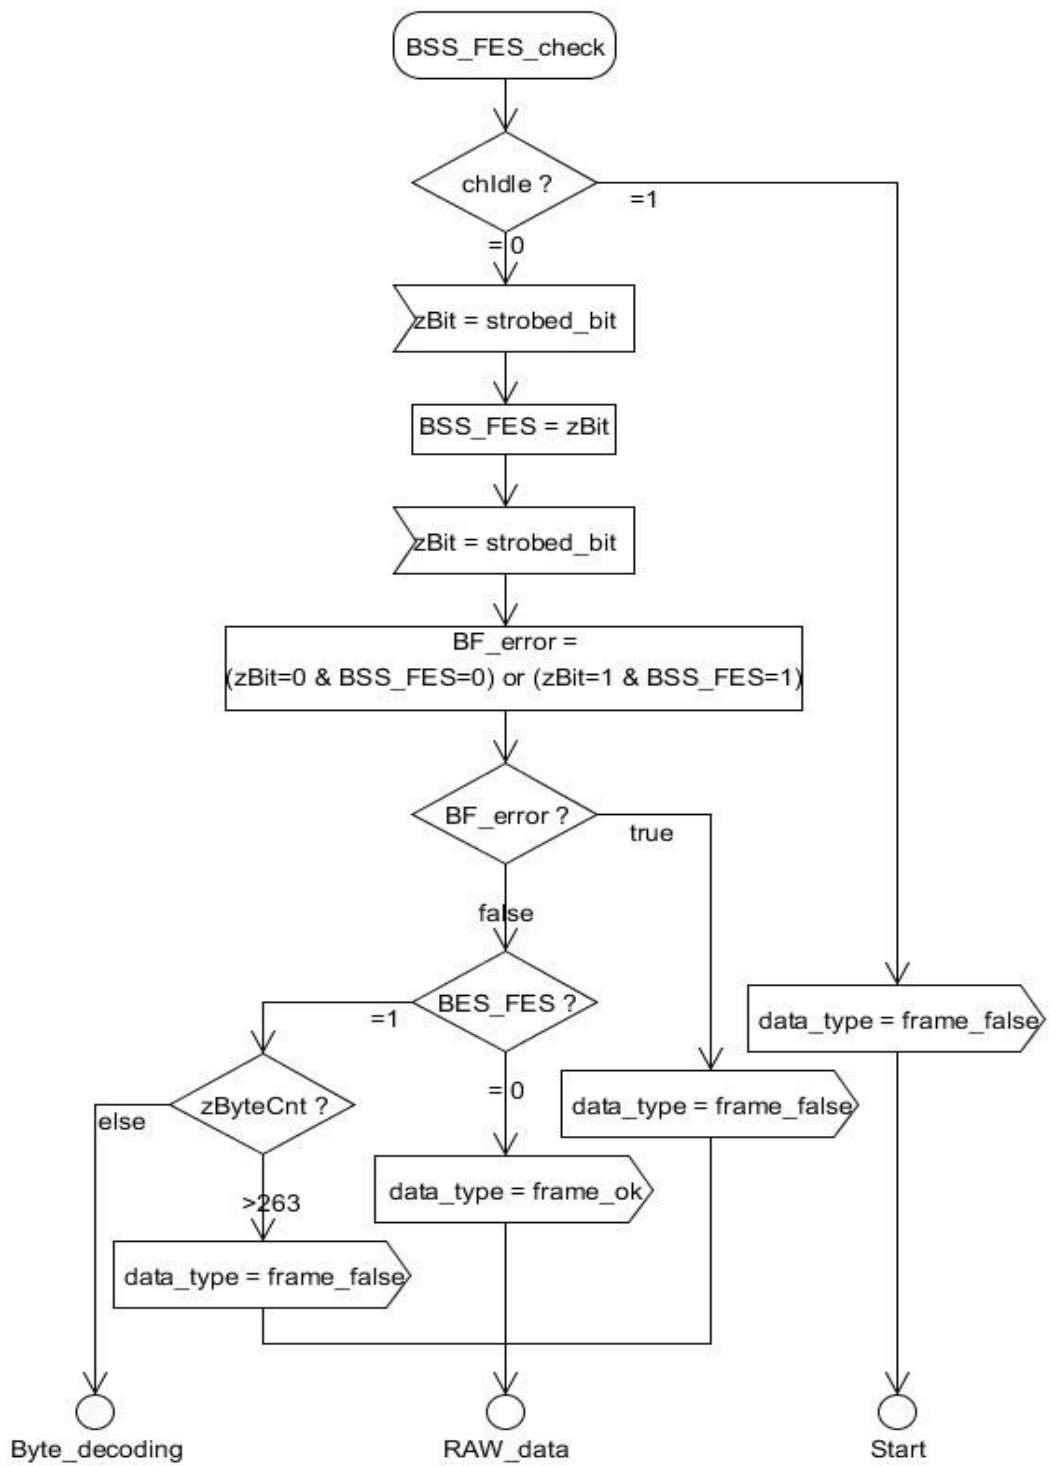 BSS_FES_check
chIdle ?
=1
= 0
zBit = strobed_bit
BSS_FES = zBit
zBit = strobed_bit
BF_error =
(zBit=0 & BSS_FES=0) or (zBit=1 & BSS_FES=1)
BF_error ?
true
false
BES_FES ?
=1
data_type = frame_false
= 0
zByteCnt ?
data_type = frame_false
else
data_type = frame_ok
>263
data_type = frame_false
Byte_decoding
RAW_data
Start